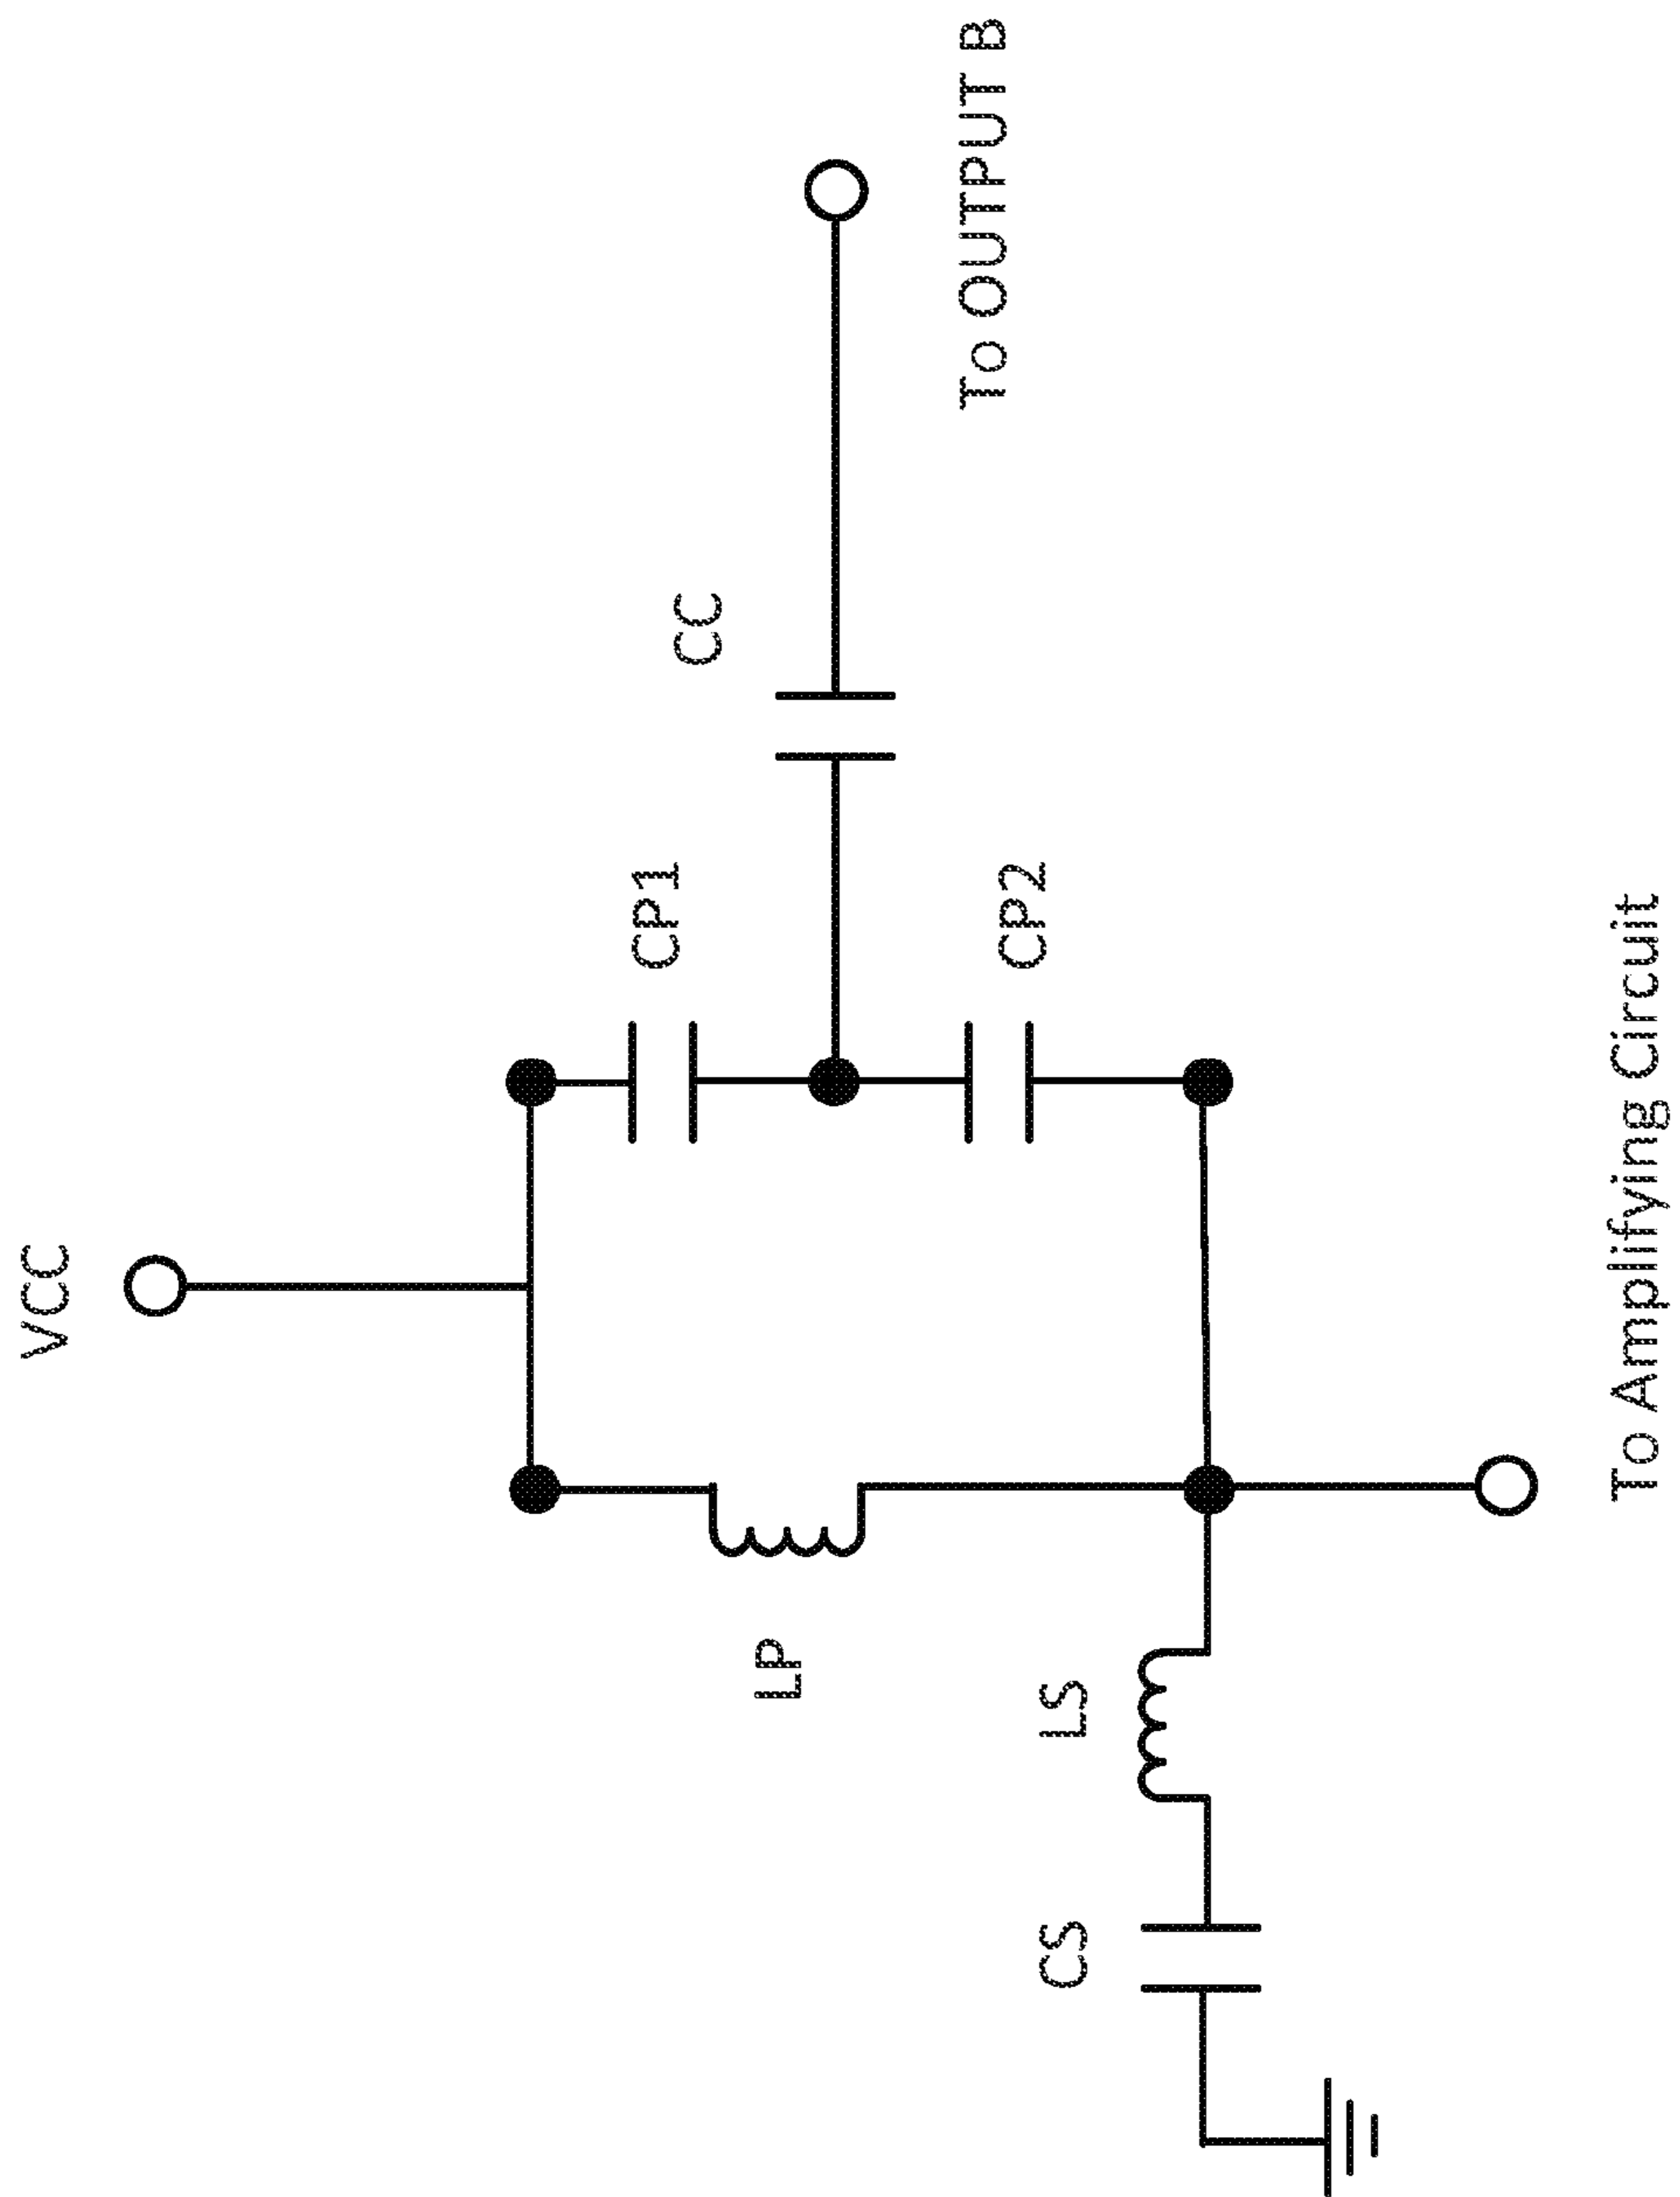 VCC
CP1
CC
To OUTPUT B
LP
CP2
LS
CS
To Amplifying Circuit